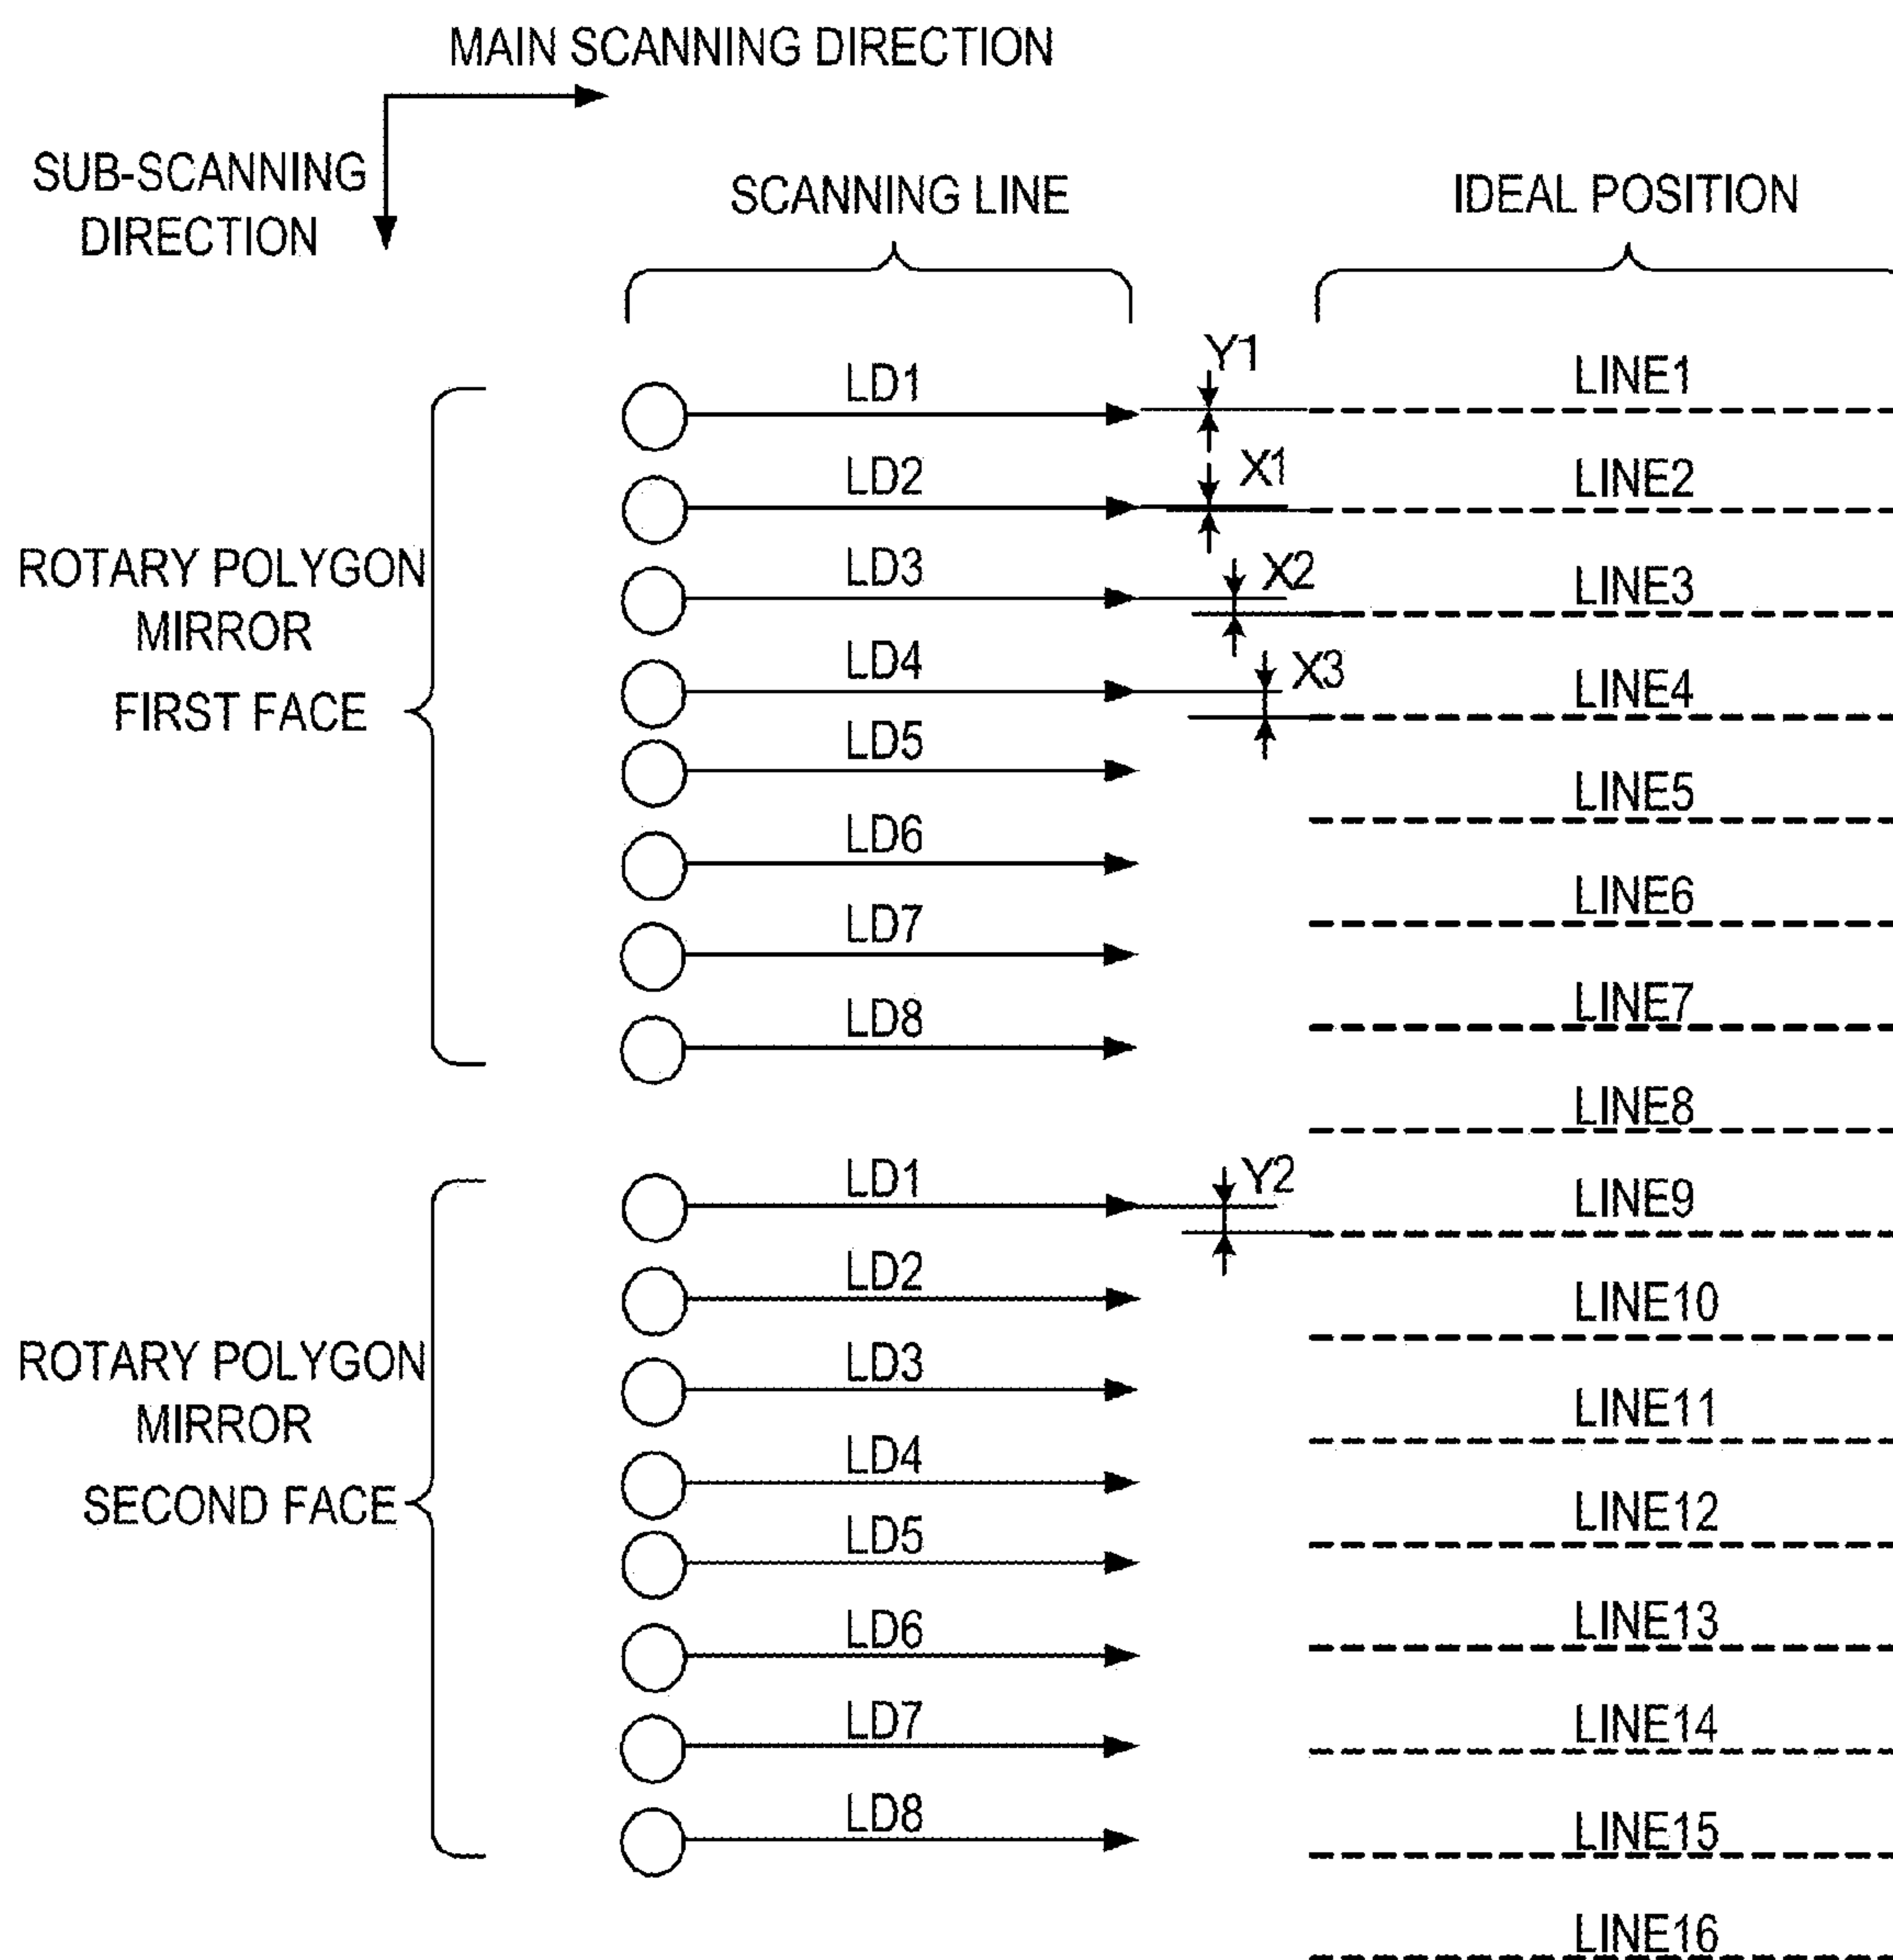 MAIN SCANNING DIRECTION
SUB-SCANNING
DIRECTION
SCANNING LINE
IDEAL POSITION
ROTARY POLYGON
MIRROR
FIRST FACE
LD1
LD2
LD3
LD4
LD5
LD6
LD7
LD8
Y1
X1
X2
X3
LINE1
LINE2
LINE3
LINE4
LINE5
LINE6
LINE7
LINE8
ROTARY POLYGON
MIRROR
SECOND FACE
LD1
LD2
LD3
LD4
LD5
LD6
LD7
LD8
Y2
LINE9
LINE10
LINE11
LINE12
LINE13
LINE14
LINE15
LINE16